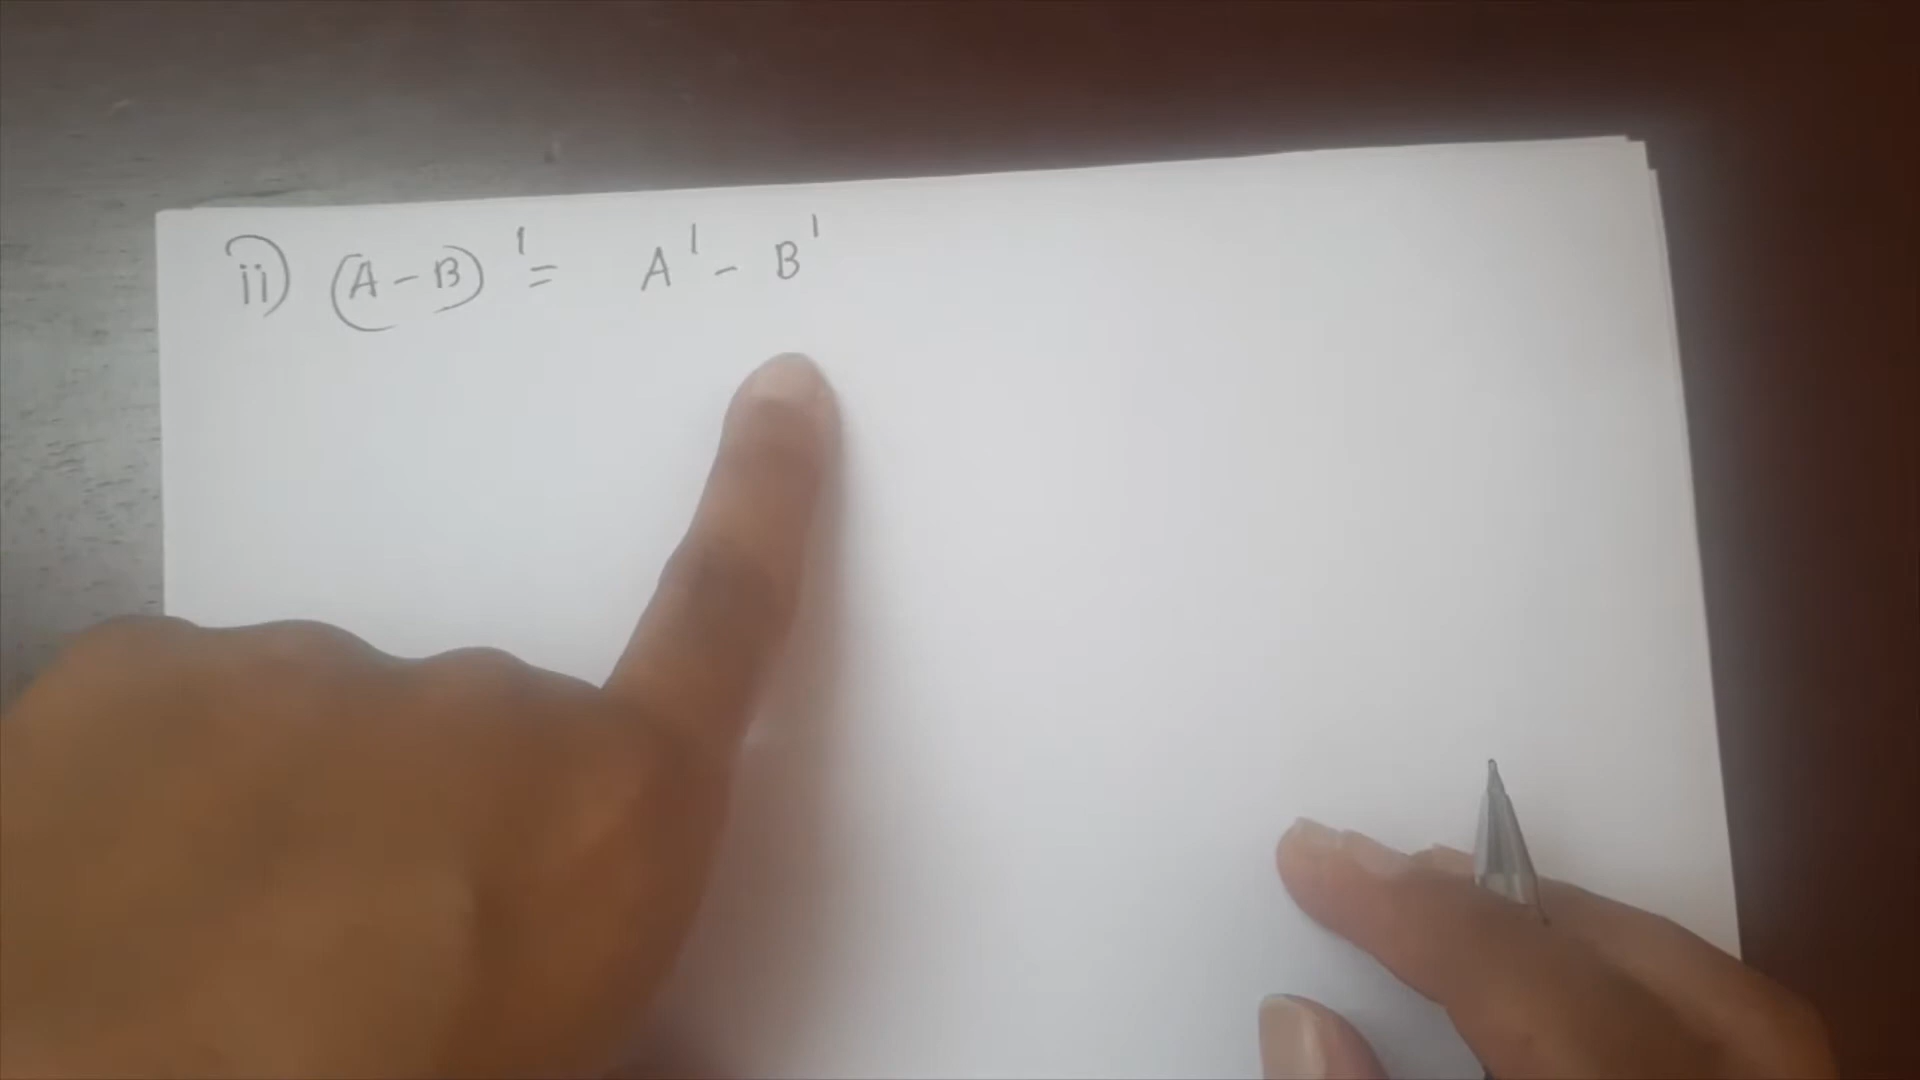 ii) (A - B)' = A' - B'